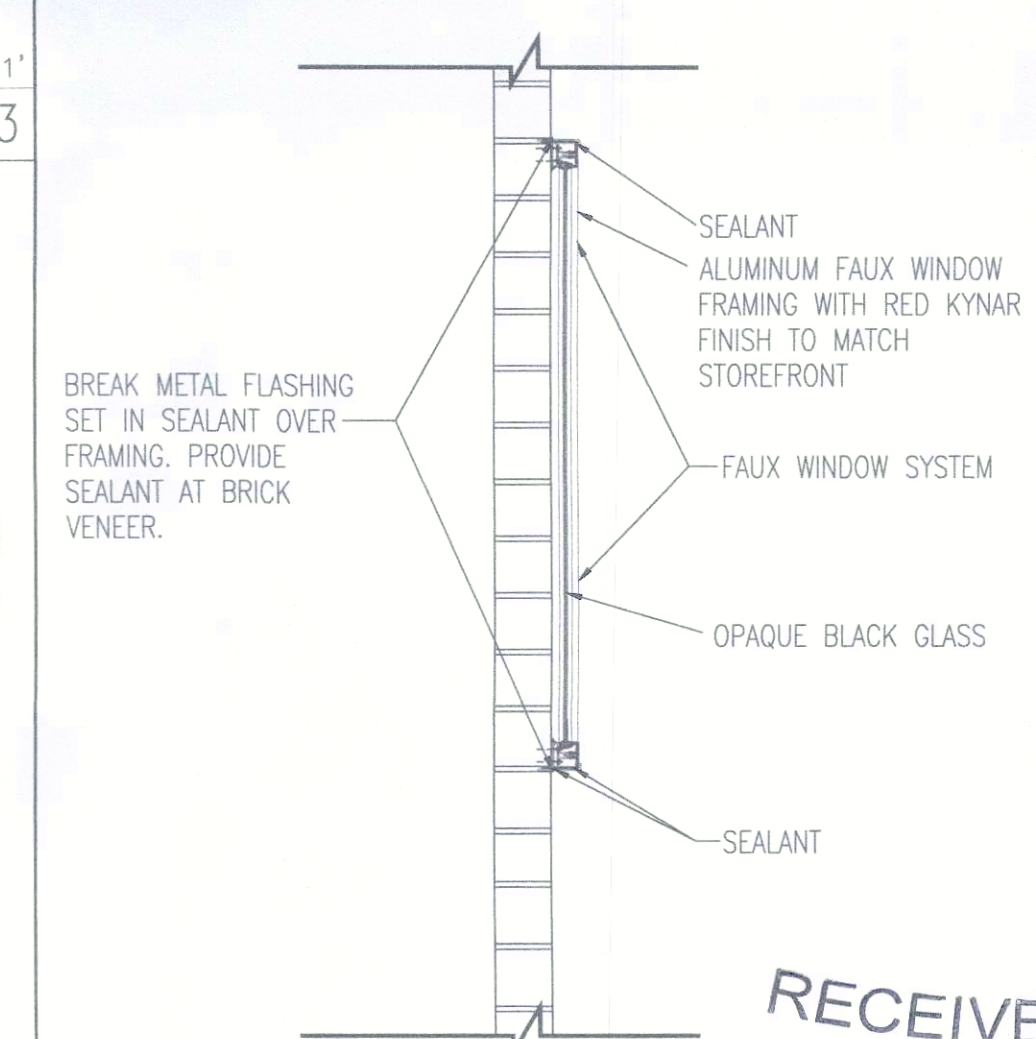 1'
3
SEALANT
ALUMINUM FAUX WINDOW
FRAMING WITH RED KYNAR
FINISH TO MATCH
STOREFRONT
BREAK METAL FLASHING
SET IN SEALANT OVER
FRAMING. PROVIDE
SEALANT AT BRICK
VENEER.
FAUX WINDOW SYSTEM
OPAQUE BLACK GLASS
SEALANT
RECEIVE